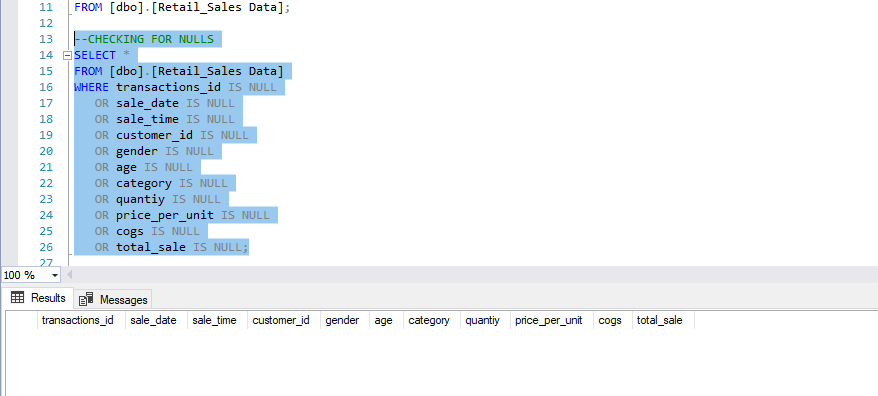 11 FROM [dbo].[Retail_Sales Data];
12
13 --CHECKING FOR NULLS
14 SELECT *
15 FROM [dbo].[Retail_Sales Data]
16 WHERE transactions_id IS NULL
17 OR sale_date IS NULL
18 OR sale_time IS NULL
19 OR customer_id IS NULL
20 OR gender IS NULL
21 OR age IS NULL
22 OR category IS NULL
23 OR quantiy IS NULL
24 OR price_per_unit IS NULL
25 OR cogs IS NULL
26 OR total_sale IS NULL;
27
100 %
Results Messages
transactions_id sale_date sale_time customer_id gender age category quantiy price_per_unit cogs total_sale